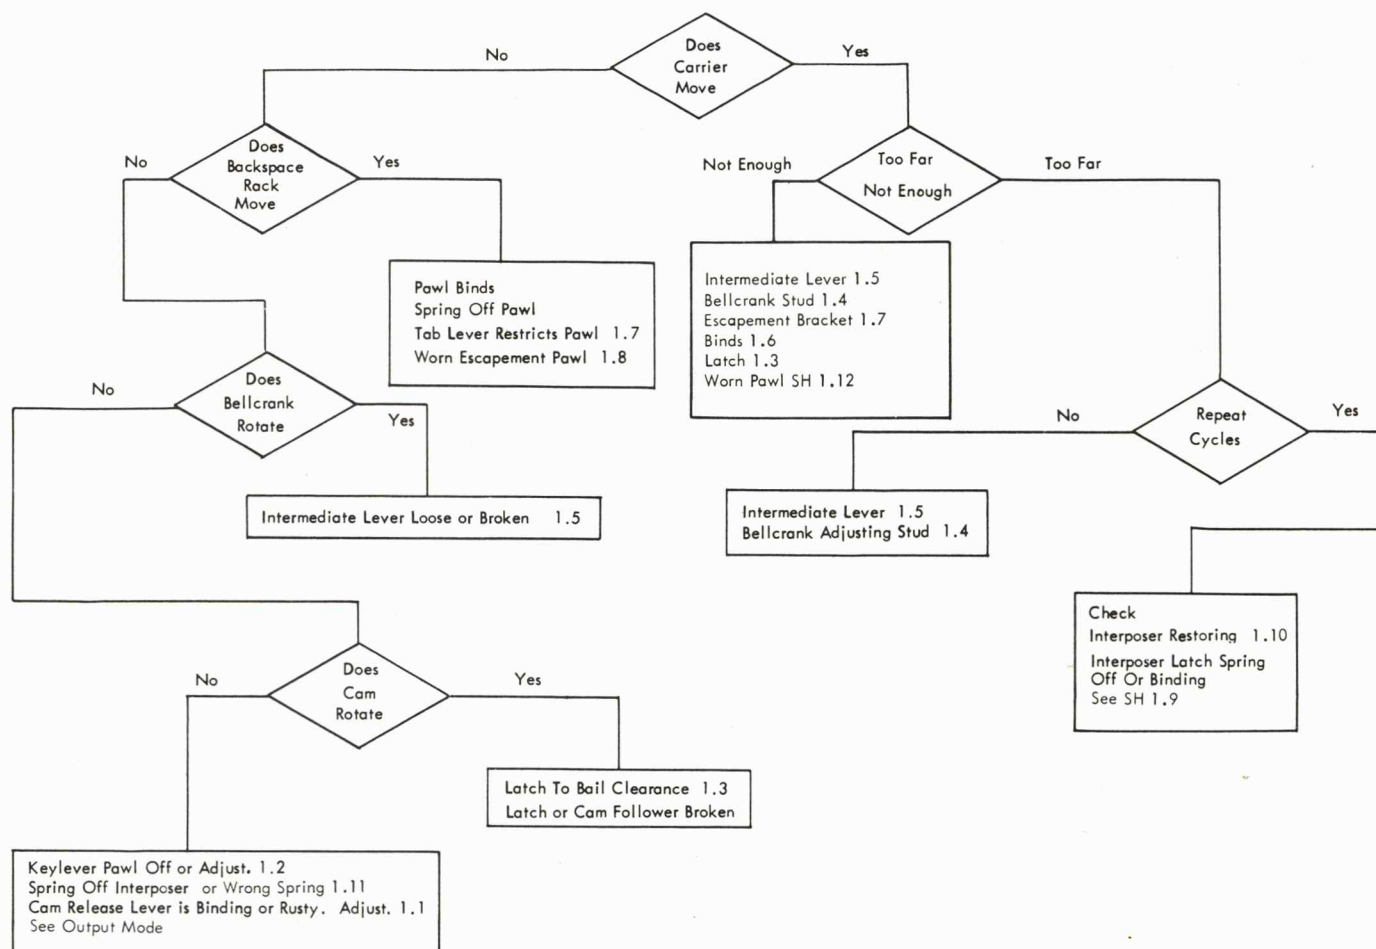 Does
Carrier
Move
No
Yes
Does
Backspace
Rack
Move
No
Yes
Too Far
Not Enough
Not Enough
Too Far
Pawl Binds
Spring Off Pawl
Tab Lever Restricts Pawl 1.7
Worn Escapement Pawl 1.8
Intermediate Lever 1.5
Bellcrank Stud 1.4
Escapement Bracket 1.7
Binds 1.6
Latch 1.3
Worn Pawl SH 1.12
Does
Bellcrank
Rotate
No
Yes
Repeat
Cycles
No
Yes
Intermediate Lever Loose or Broken 1.5
Intermediate Lever 1.5
Bellcrank Adjusting Stud 1.4
Check
Interposer Restoring 1.10
Interposer Latch Spring
Off Or Binding
See SH 1.9
Does
Cam
Rotate
No
Yes
Latch To Bail Clearance 1.3
Latch or Cam Follower Broken
Keylever Pawl Off or Adjust. 1.2
Spring Off Interposer or Wrong Spring 1.11
Cam Release Lever is Binding or Rusty. Adjust. 1.1
See Output Mode